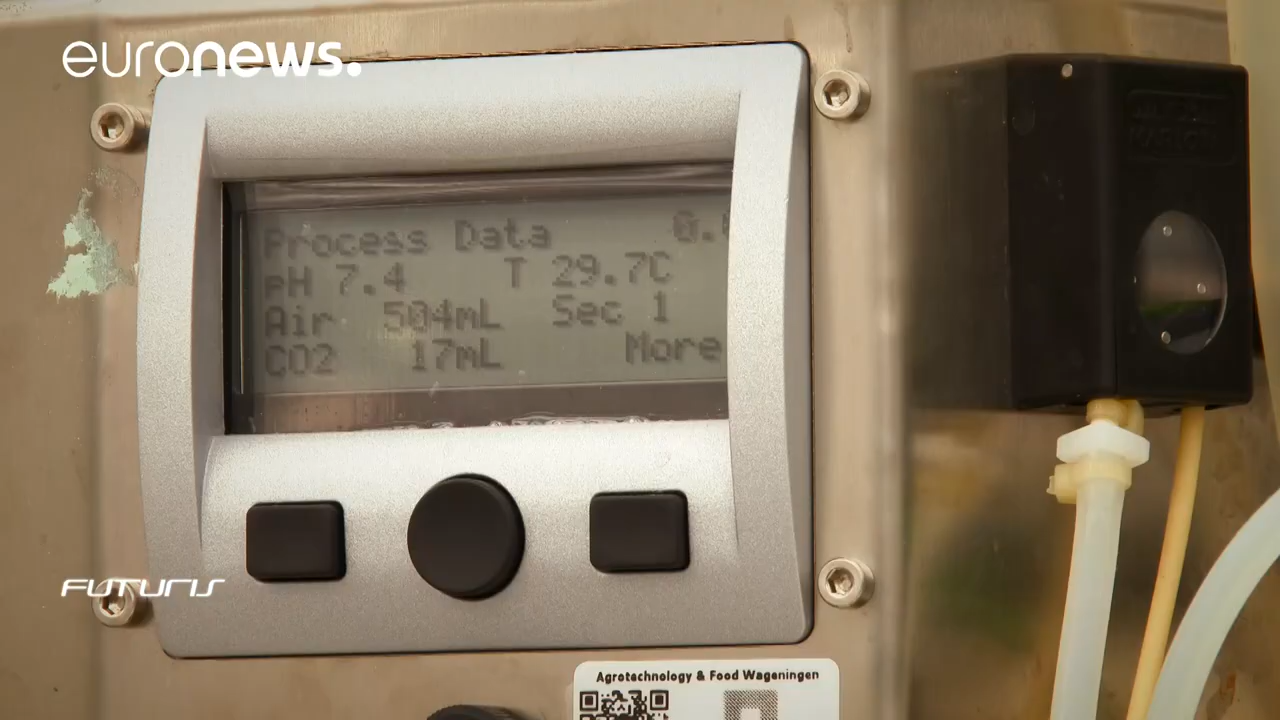 euronews.
Process Data 0.
pH 7.4 T 29.7C
Air 504mL Sec 1
CO2 17mL More
FUTURIS
Agrotechnology & Food Wageningen